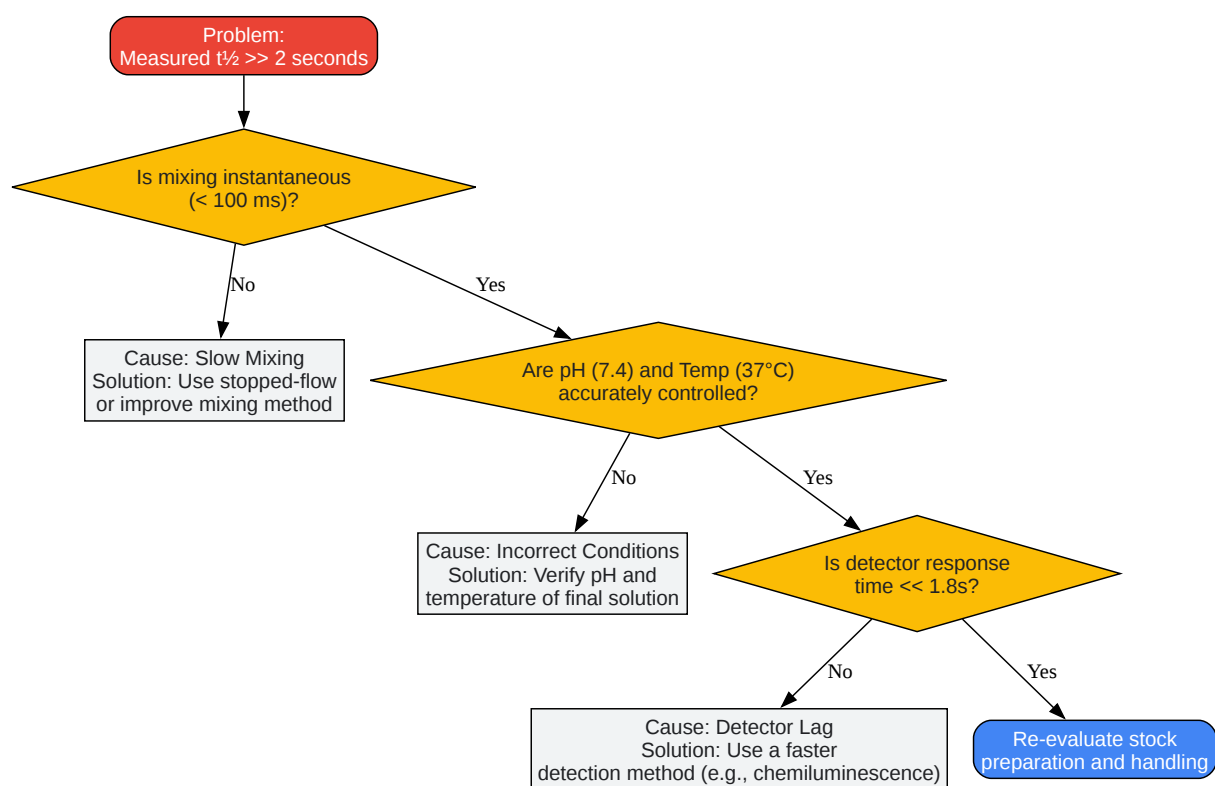 Problem:
Measured t½ >> 2 seconds
Is mixing instantaneous
(< 100 ms)?
No
Yes
Cause: Slow Mixing
Solution: Use stopped-flow
or improve mixing method
Are pH (7.4) and Temp (37°C)
accurately controlled?
No
Yes
Cause: Incorrect Conditions
Solution: Verify pH and
temperature of final solution
Is detector response
time << 1.8s?
No
Yes
Cause: Detector Lag
Solution: Use a faster
detection method (e.g., chemiluminescence)
Re-evaluate stock
preparation and handling